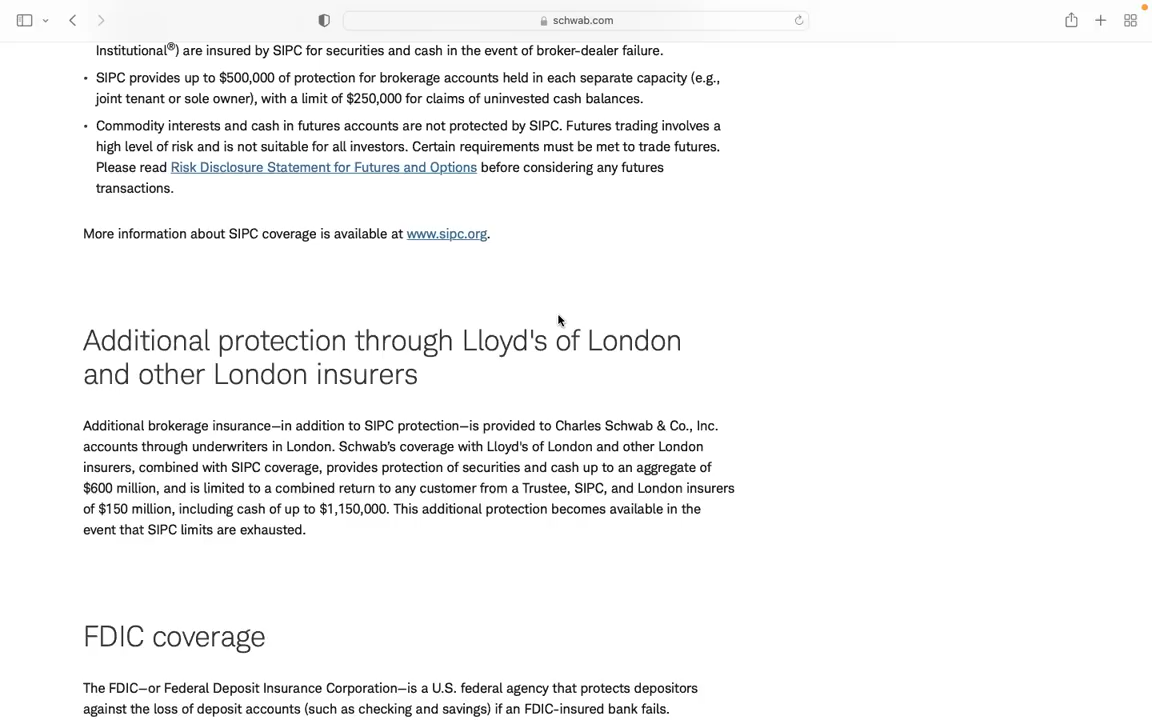 schwab.com
Institutional®) are insured by SIPC for securities and cash in the event of broker-dealer failure.
• SIPC provides up to $500,000 of protection for brokerage accounts held in each separate capacity (e.g.,
joint tenant or sole owner), with a limit of $250,000 for claims of uninvested cash balances.
• Commodity interests and cash in futures accounts are not protected by SIPC. Futures trading involves a
high level of risk and is not suitable for all investors. Certain requirements must be met to trade futures.
Please read Risk Disclosure Statement for Futures and Options before considering any futures
transactions.
More information about SIPC coverage is available at www.sipc.org.
Additional protection through Lloyd's of London
and other London insurers
Additional brokerage insurance—in addition to SIPC protection—is provided to Charles Schwab & Co., Inc.
accounts through underwriters in London. Schwab's coverage with Lloyd's of London and other London
insurers, combined with SIPC coverage, provides protection of securities and cash up to an aggregate of
$600 million, and is limited to a combined return to any customer from a Trustee, SIPC, and London insurers
of $150 million, including cash of up to $1,150,000. This additional protection becomes available in the
event that SIPC limits are exhausted.
FDIC coverage
The FDIC—or Federal Deposit Insurance Corporation—is a U.S. federal agency that protects depositors
against the loss of deposit accounts (such as checking and savings) if an FDIC-insured bank fails.